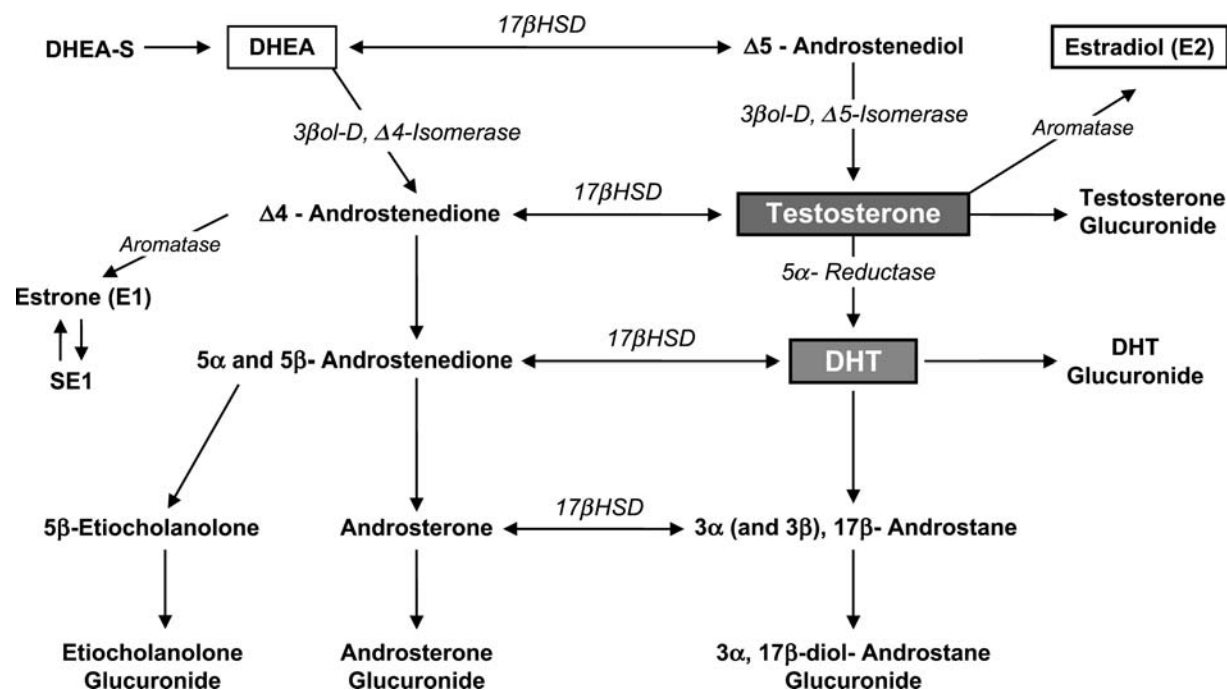 17βHSD
DHEA-S
DHEA
Δ5 - Androstenediol
Estradiol (E2)
3βol-D, Δ4-Isomerase
3βol-D, Δ5-Isomerase
Aromatase
Δ4 - Androstenedione
17βHSD
Testosterone
Testosterone
Glucuronide
Aromatase
5α- Reductase
Estrone (E1)
SE1
5α and 5β- Androstenedione
17βHSD
DHT
DHT
Glucuronide
5β-Etiocholanolone
Androsterone
17βHSD
3α (and 3β), 17β- Androstane
Etiocholanolone
Glucuronide
Androsterone
Glucuronide
3α, 17β-diol- Androstane
Glucuronide